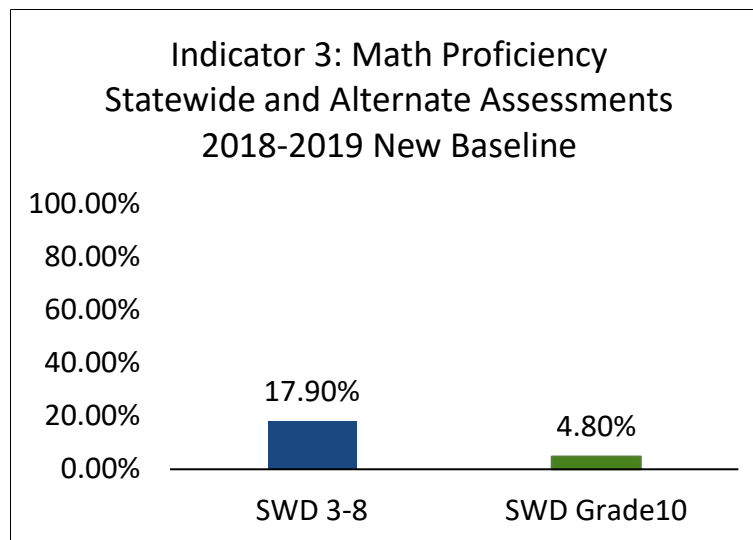 Indicator 3: Math Proficiency
Statewide and Alternate Assessments
2018-2019 New Baseline
100.00%
80.00%
60.00%
40.00%
20.00%
0.00%
17.90%
4.80%
SWD 3-8
SWD Grade10